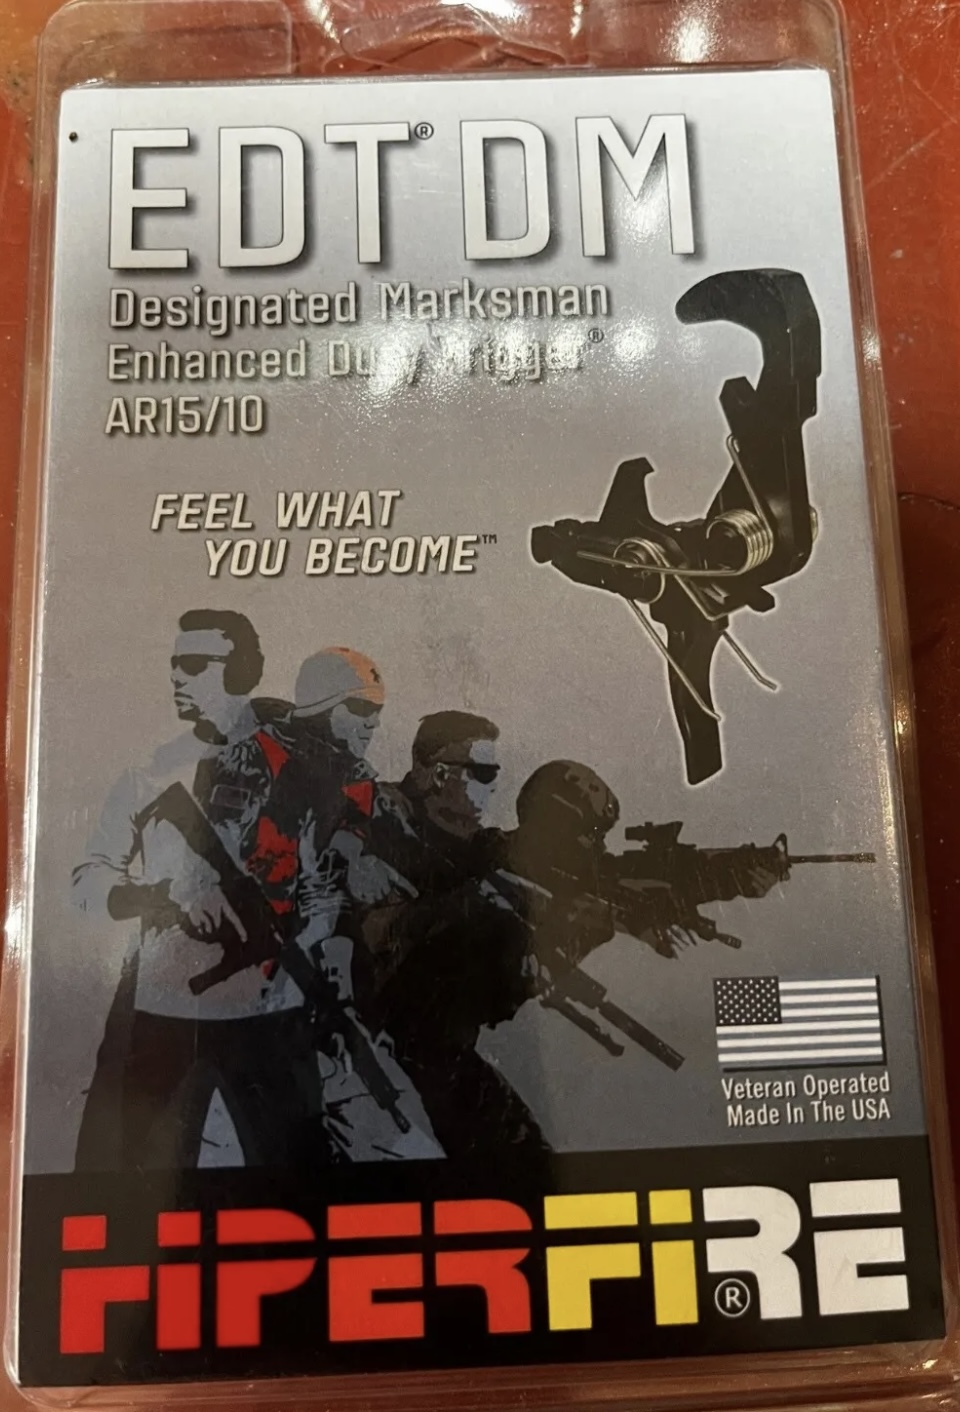 EDT® DM
Designated Marksman
Enhanced Duty Trigger®
AR15/10
FEEL WHAT
YOU BECOME™
Veteran Operated
Made In The USA
HIPERFIRE®